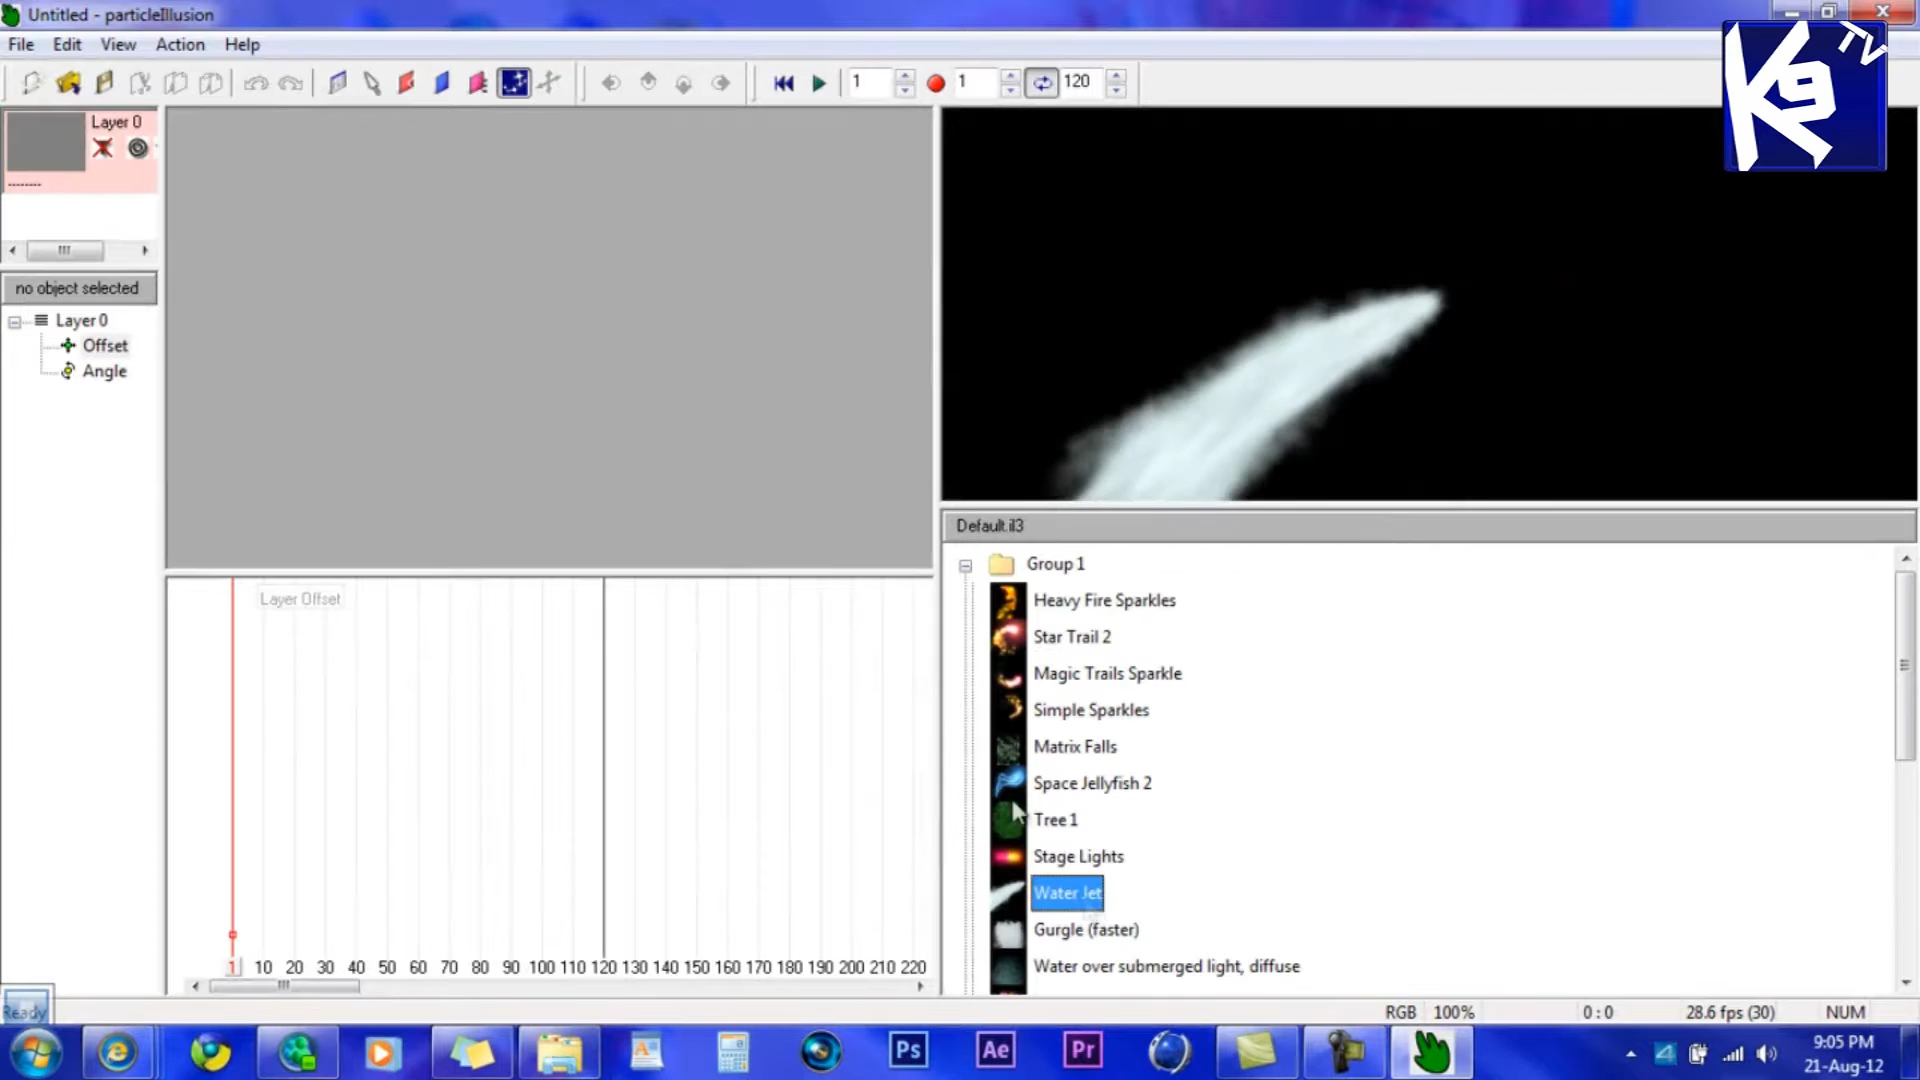 Untitled - particleIllusion
File Edit View Action Help
1 1 120
K9 TV
Layer 0
no object selected
Layer 0
Offset
Angle
Layer Offset
1 10 20 30 40 50 60 70 80 90 100 110 120 130 140 150 160 170 180 190 200 210 220
Default.il3
Group 1
Heavy Fire Sparkles
Star Trail 2
Magic Trails Sparkle
Simple Sparkles
Matrix Falls
Space Jellyfish 2
Tree 1
Stage Lights
Water Jet
Gurgle (faster)
Water over submerged light, diffuse
Ready
RGB 100% 0 : 0 28.6 fps (30) NUM
Ps Ae Pr
9:05 PM
21-Aug-12